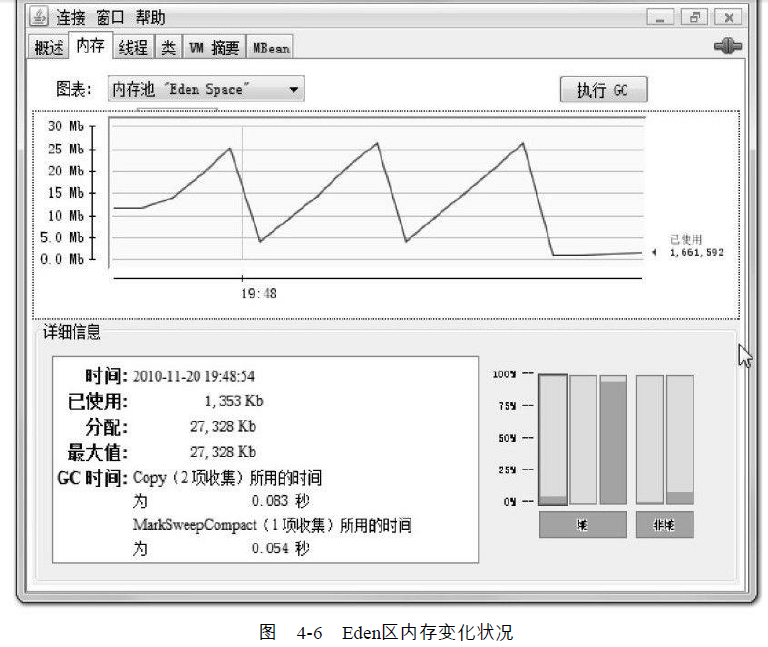 连接 窗口 帮助
概述 内存 线程 类 VM 摘要 MBean
图表: 内存池 "Eden Space" 执行 GC
30 Mb
25 Mb
20 Mb
15 Mb
10 Mb
5.0 Mb
0.0 Mb
已使用
1,661,592
19:48
详细信息
时间: 2010-11-20 19:48:54
已使用: 1,353 Kb
分配: 27,328 Kb
最大值: 27,328 Kb
GC 时间: Copy（2 项收集）所用的时间
为 0.083 秒
MarkSweepCompact（1 项收集）所用的时间
为 0.054 秒
100%
75%
50%
25%
0%
堆 非堆
图 4-6 Eden区内存变化状况